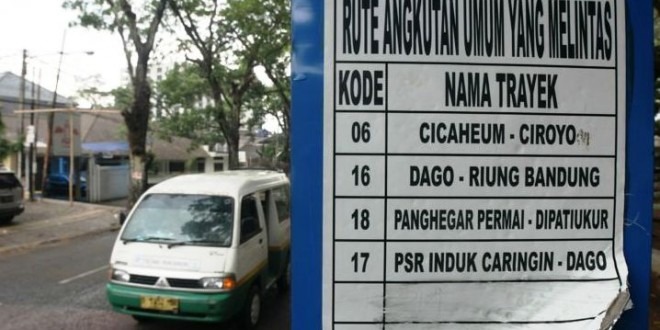 RUTE ANGKUTAN UMUM YANG MELINTAS
KODE NAMA TRAYEK
06 CICAHEUM - CIROYO
16 DAGO - RIUNG BANDUNG
18 PANGHEGAR PERMAI - DIPATIUKUR
17 PSR INDUK CARINGIN - DAGO